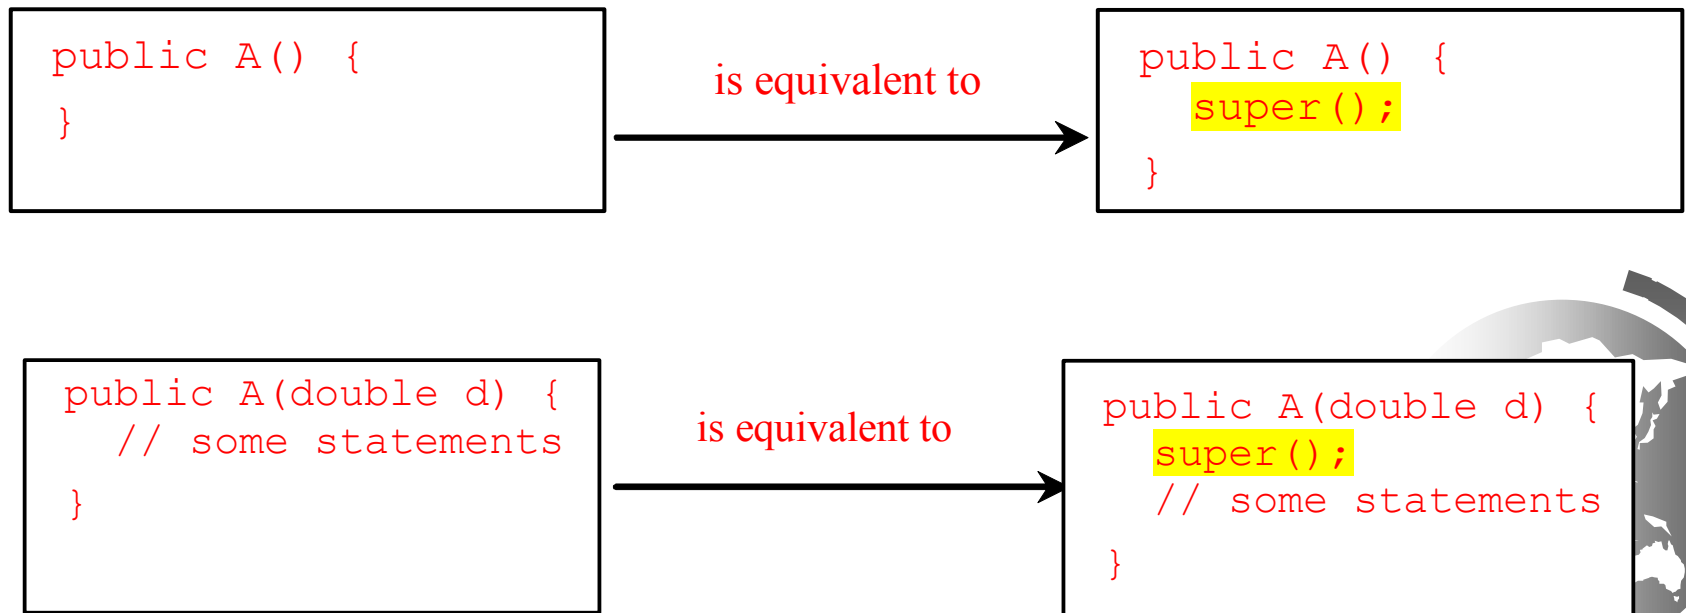 public A() {
}
is equivalent to
public A() {
super();
}
public A(double d) {
// some statements
}
is equivalent to
public A(double d) {
super();
// some statements
}